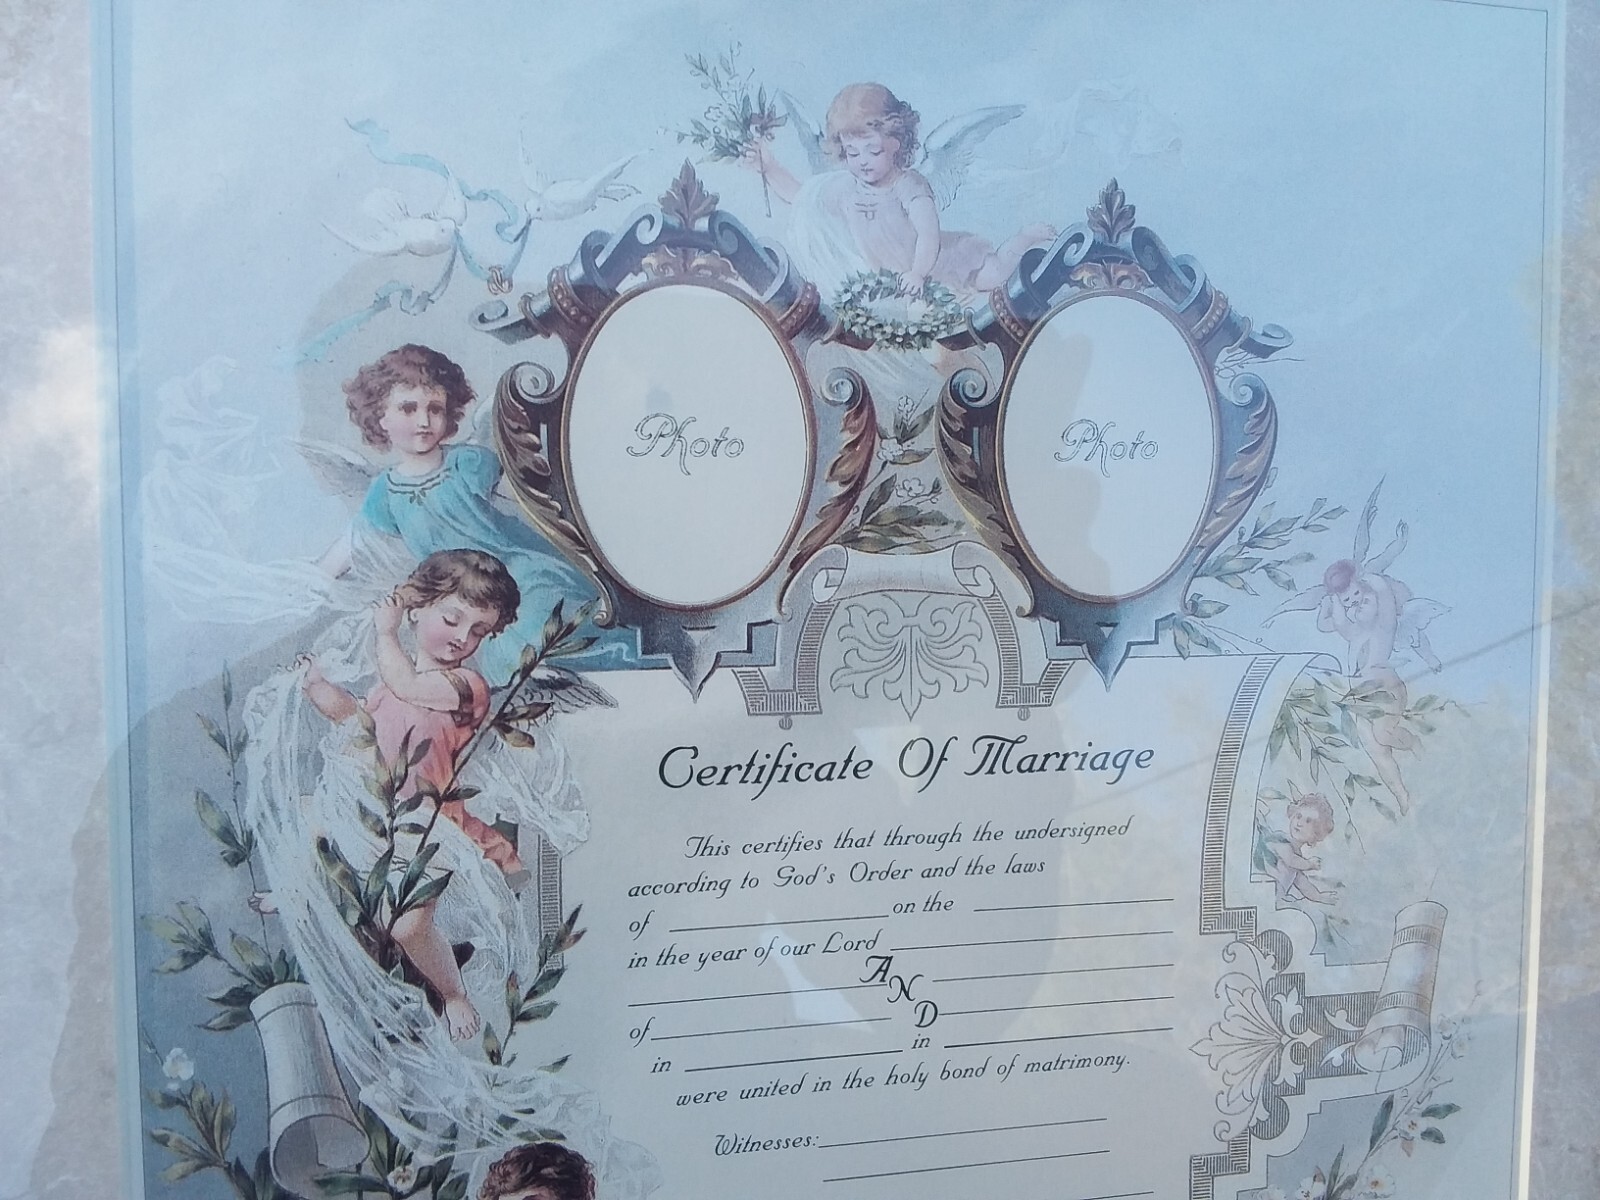 Photo
Photo
Certificate Of Marriage
This certifies that through the undersigned
according to God's Order and the laws
of on the
in the year of our Lord
AND
of
in in
were united in the holy bond of matrimony.
Witnesses: